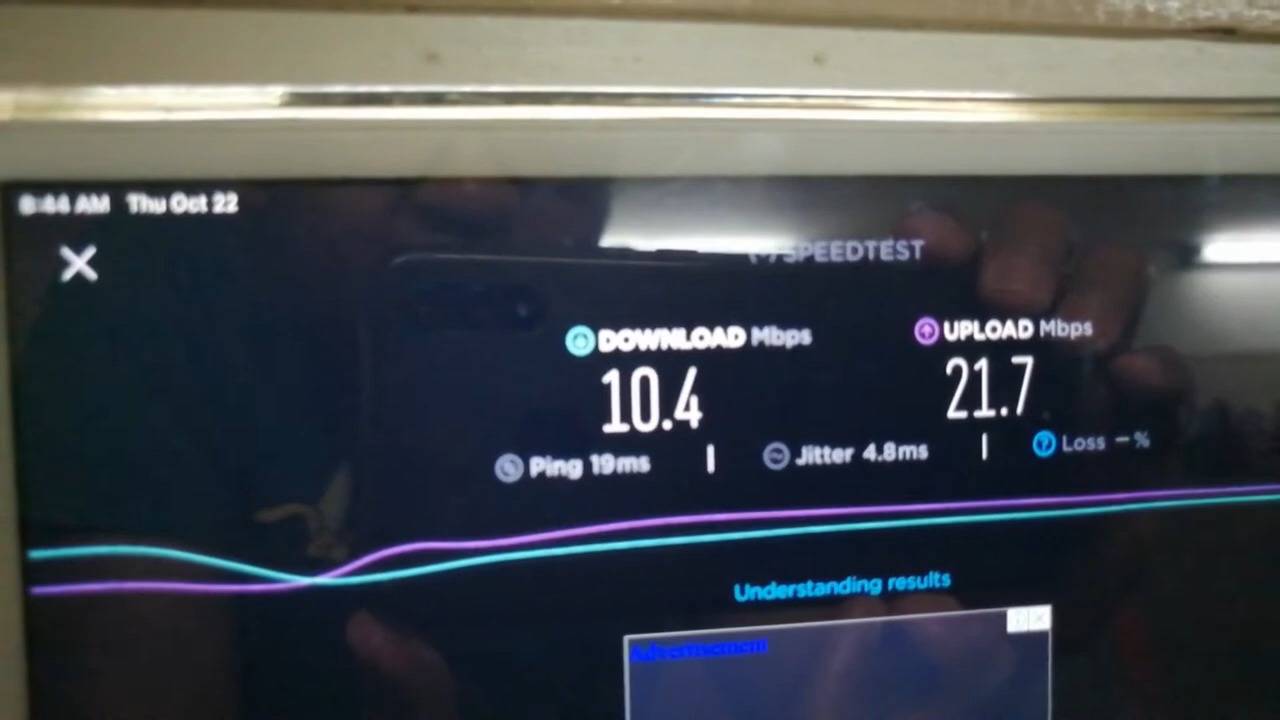 8:44 AM Thu Oct 22
SPEEDTEST
DOWNLOAD Mbps
UPLOAD Mbps
10.4
21.7
Ping 19ms
Jitter 4.8ms
Loss – %
Understanding results
Advertisement